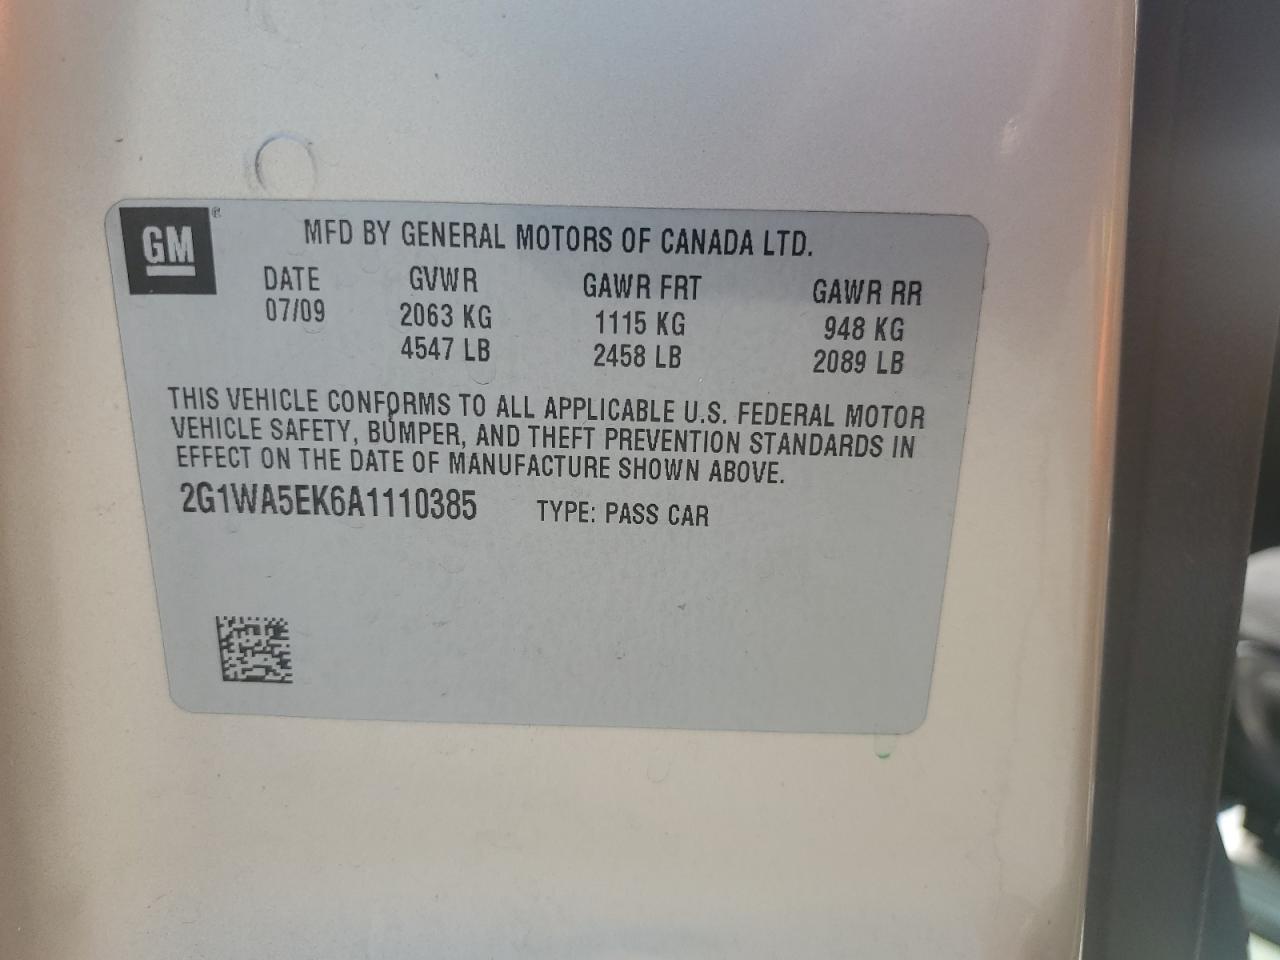 GM®
MFD BY GENERAL MOTORS OF CANADA LTD.
DATE GVWR GAWR FRT GAWR RR
07/09 2063 KG 1115 KG 948 KG
4547 LB 2458 LB 2089 LB
THIS VEHICLE CONFORMS TO ALL APPLICABLE U.S. FEDERAL MOTOR
VEHICLE SAFETY, BUMPER, AND THEFT PREVENTION STANDARDS IN
EFFECT ON THE DATE OF MANUFACTURE SHOWN ABOVE.
2G1WA5EK6A1110385 TYPE: PASS CAR